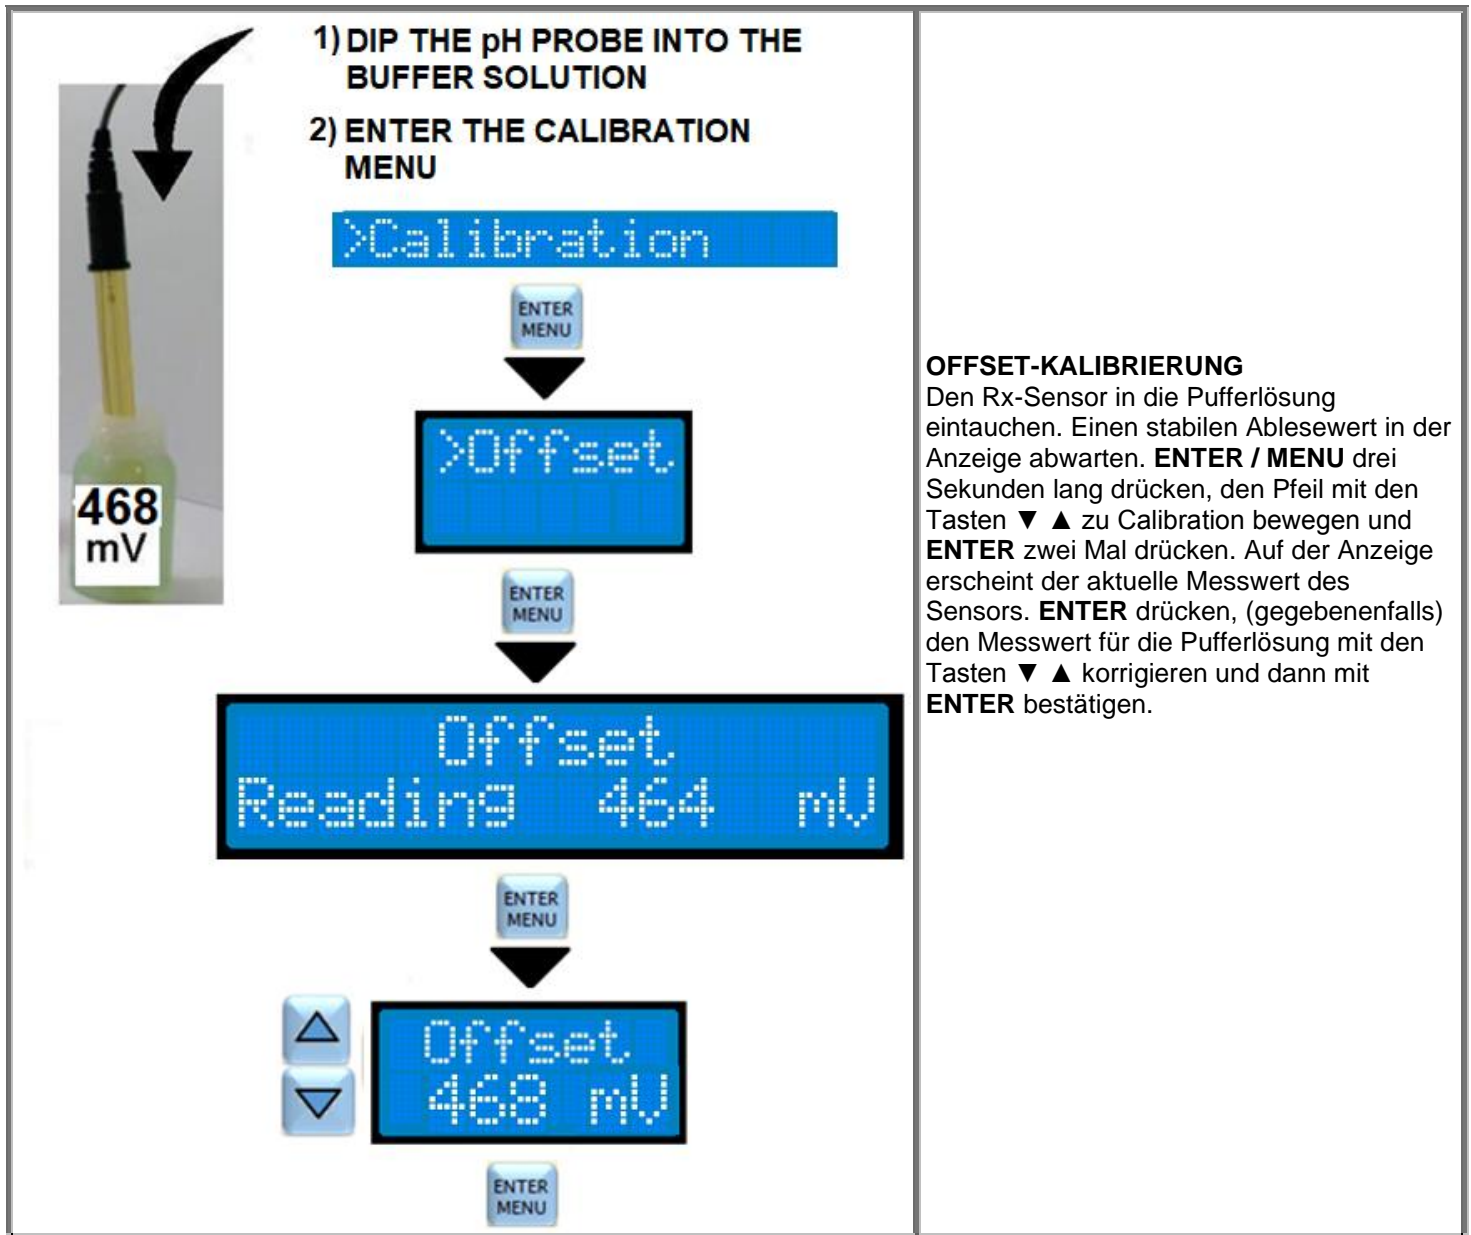 1) DIP THE pH PROBE INTO THE
BUFFER SOLUTION
2) ENTER THE CALIBRATION
MENU
468
mV
>Calibration
ENTER
MENU
>Offset
ENTER
MENU
Offset
Reading 464 mV
ENTER
MENU
Offset
468 mV
ENTER
MENU
OFFSET-KALIBRIERUNG
Den Rx-Sensor in die Pufferlösung
eintauchen. Einen stabilen Ablesewert in der
Anzeige abwarten. ENTER / MENU drei
Sekunden lang drücken, den Pfeil mit den
Tasten ▼ ▲ zu Calibration bewegen und
ENTER zwei Mal drücken. Auf der Anzeige
erscheint der aktuelle Messwert des
Sensors. ENTER drücken, (gegebenenfalls)
den Messwert für die Pufferlösung mit den
Tasten ▼ ▲ korrigieren und dann mit
ENTER bestätigen.